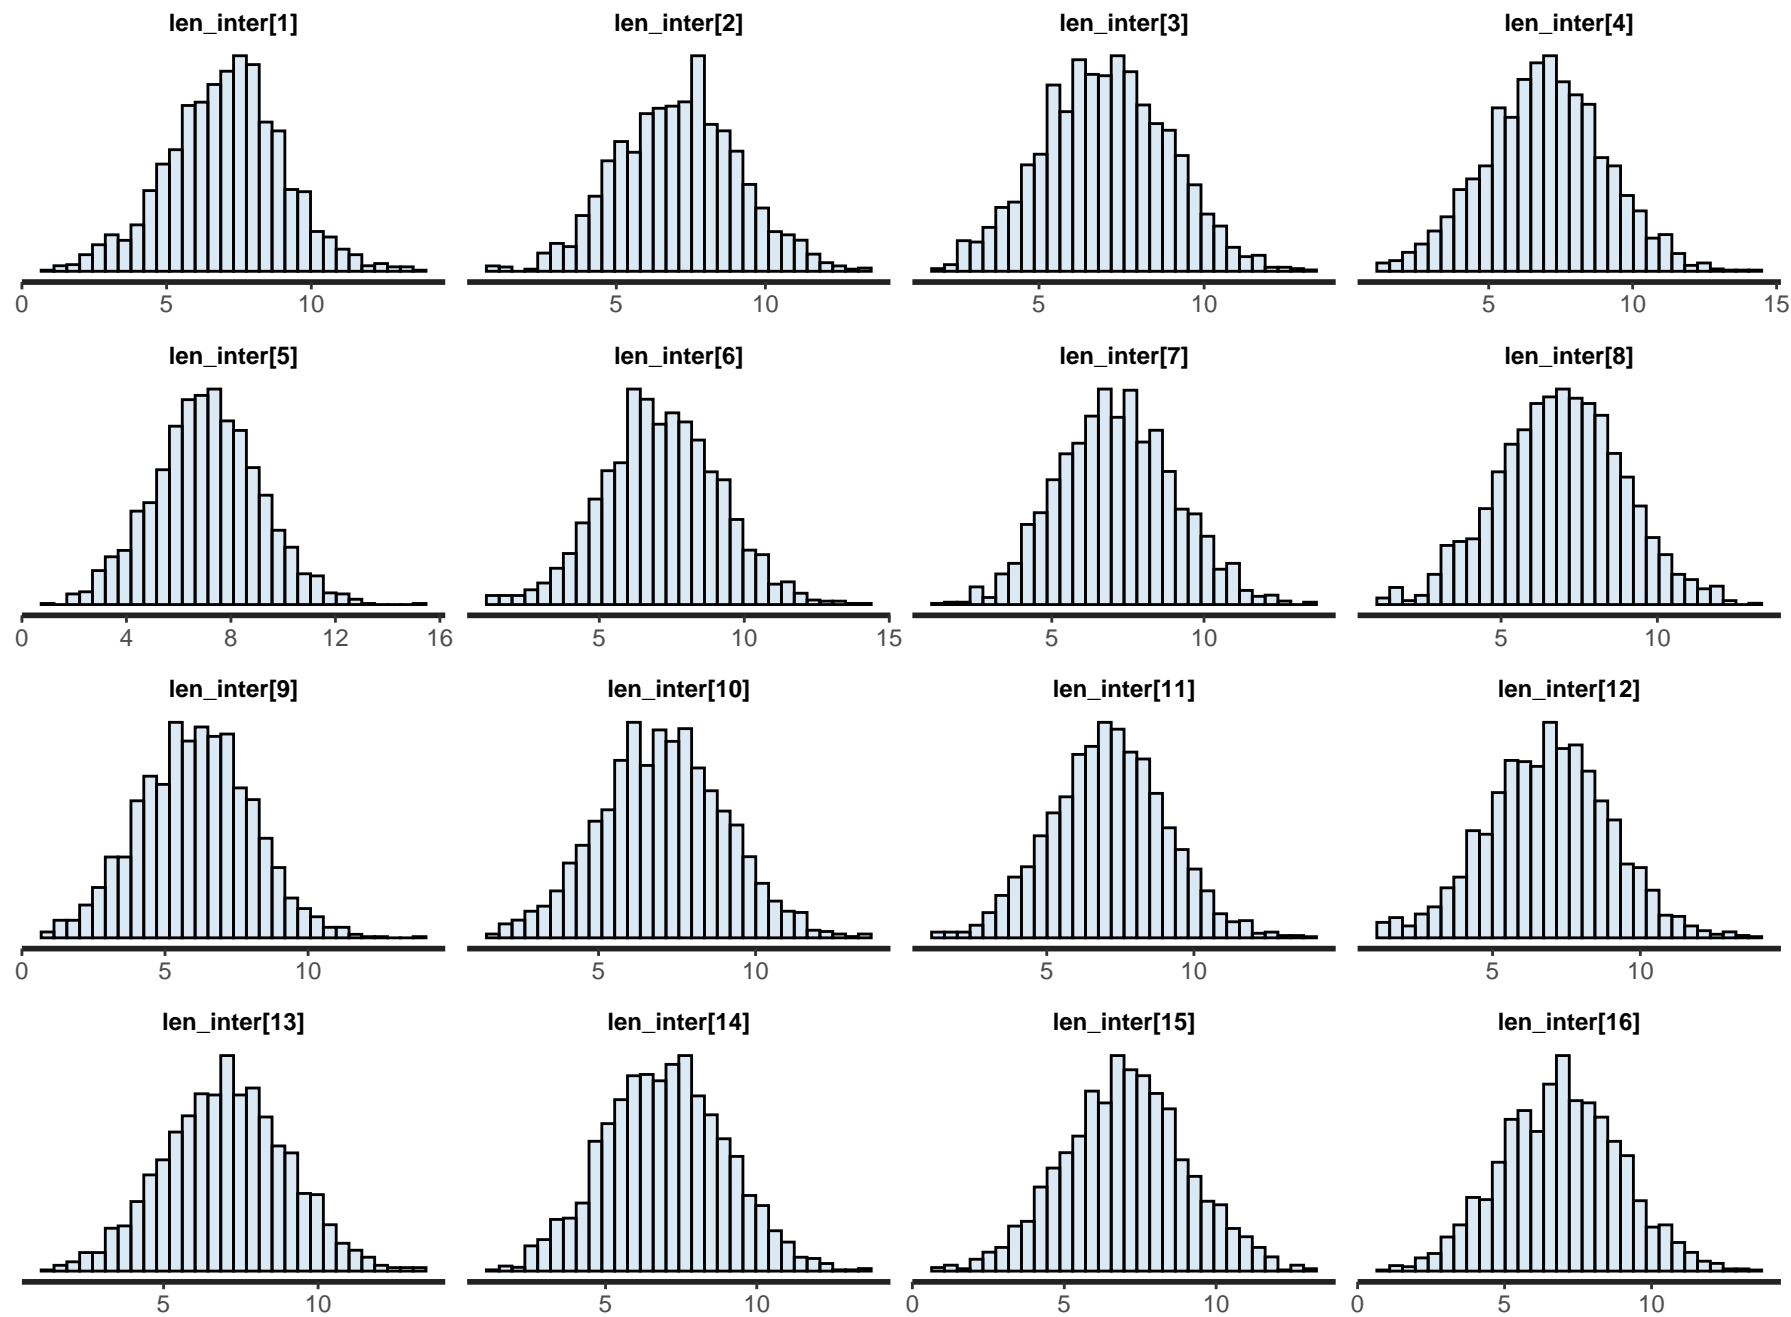 len_inter[1] len_inter[2] len_inter[3] len_inter[4]
0 5 10 5 10 5 10 5 10 15
len_inter[5] len_inter[6] len_inter[7] len_inter[8]
0 4 8 12 16 5 10 15 5 10 5 10
len_inter[9] len_inter[10] len_inter[11] len_inter[12]
0 5 10 5 10 5 10 5 10
len_inter[13] len_inter[14] len_inter[15] len_inter[16]
5 10 5 10 0 5 10 0 5 10